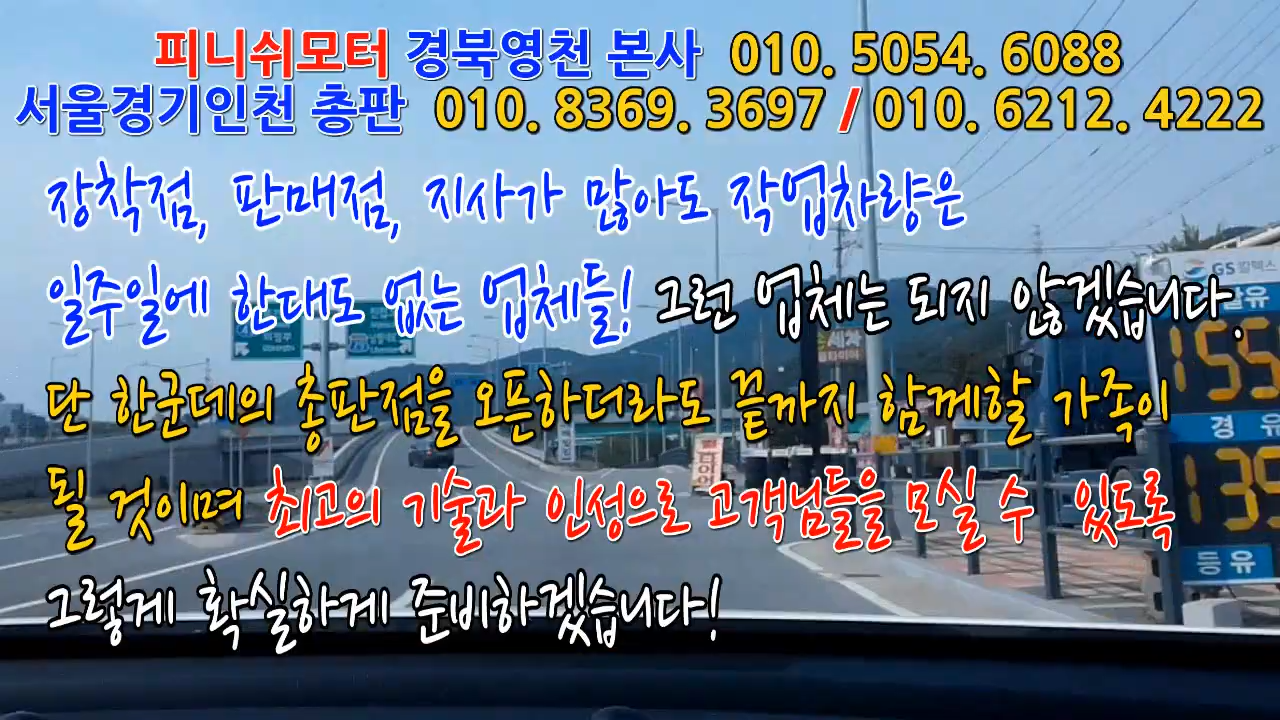 피니쉬모터 경북영천 본사 010. 5054. 6088
서울경기인천 총판 010. 8369. 3697 / 010. 6212. 4222
장착점, 판매점, 지사가 많아도 작업차량은
일주일에 한대도 없는 업체들! 그런 업체는 되지 않겠습니다.
단 한군데의 총판점을 오픈하더라도 끝까지 함께할 가족이
될 것이며 최고의 기술과 인성으로 고객님들을 모실 수 있도록
그렇게 확실하게 준비하겠습니다!
GS칼텍스
155
경유
135
등유
세차
타이어